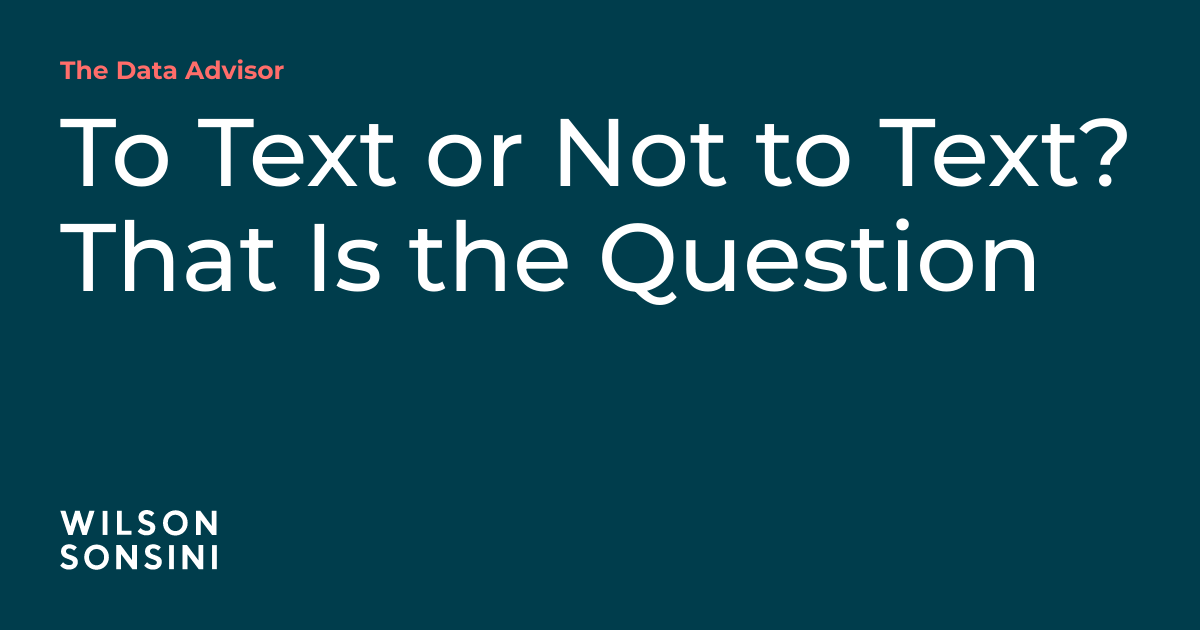 The Data Advisor
To Text or Not to Text?
That Is the Question
WILSON
SONSINI